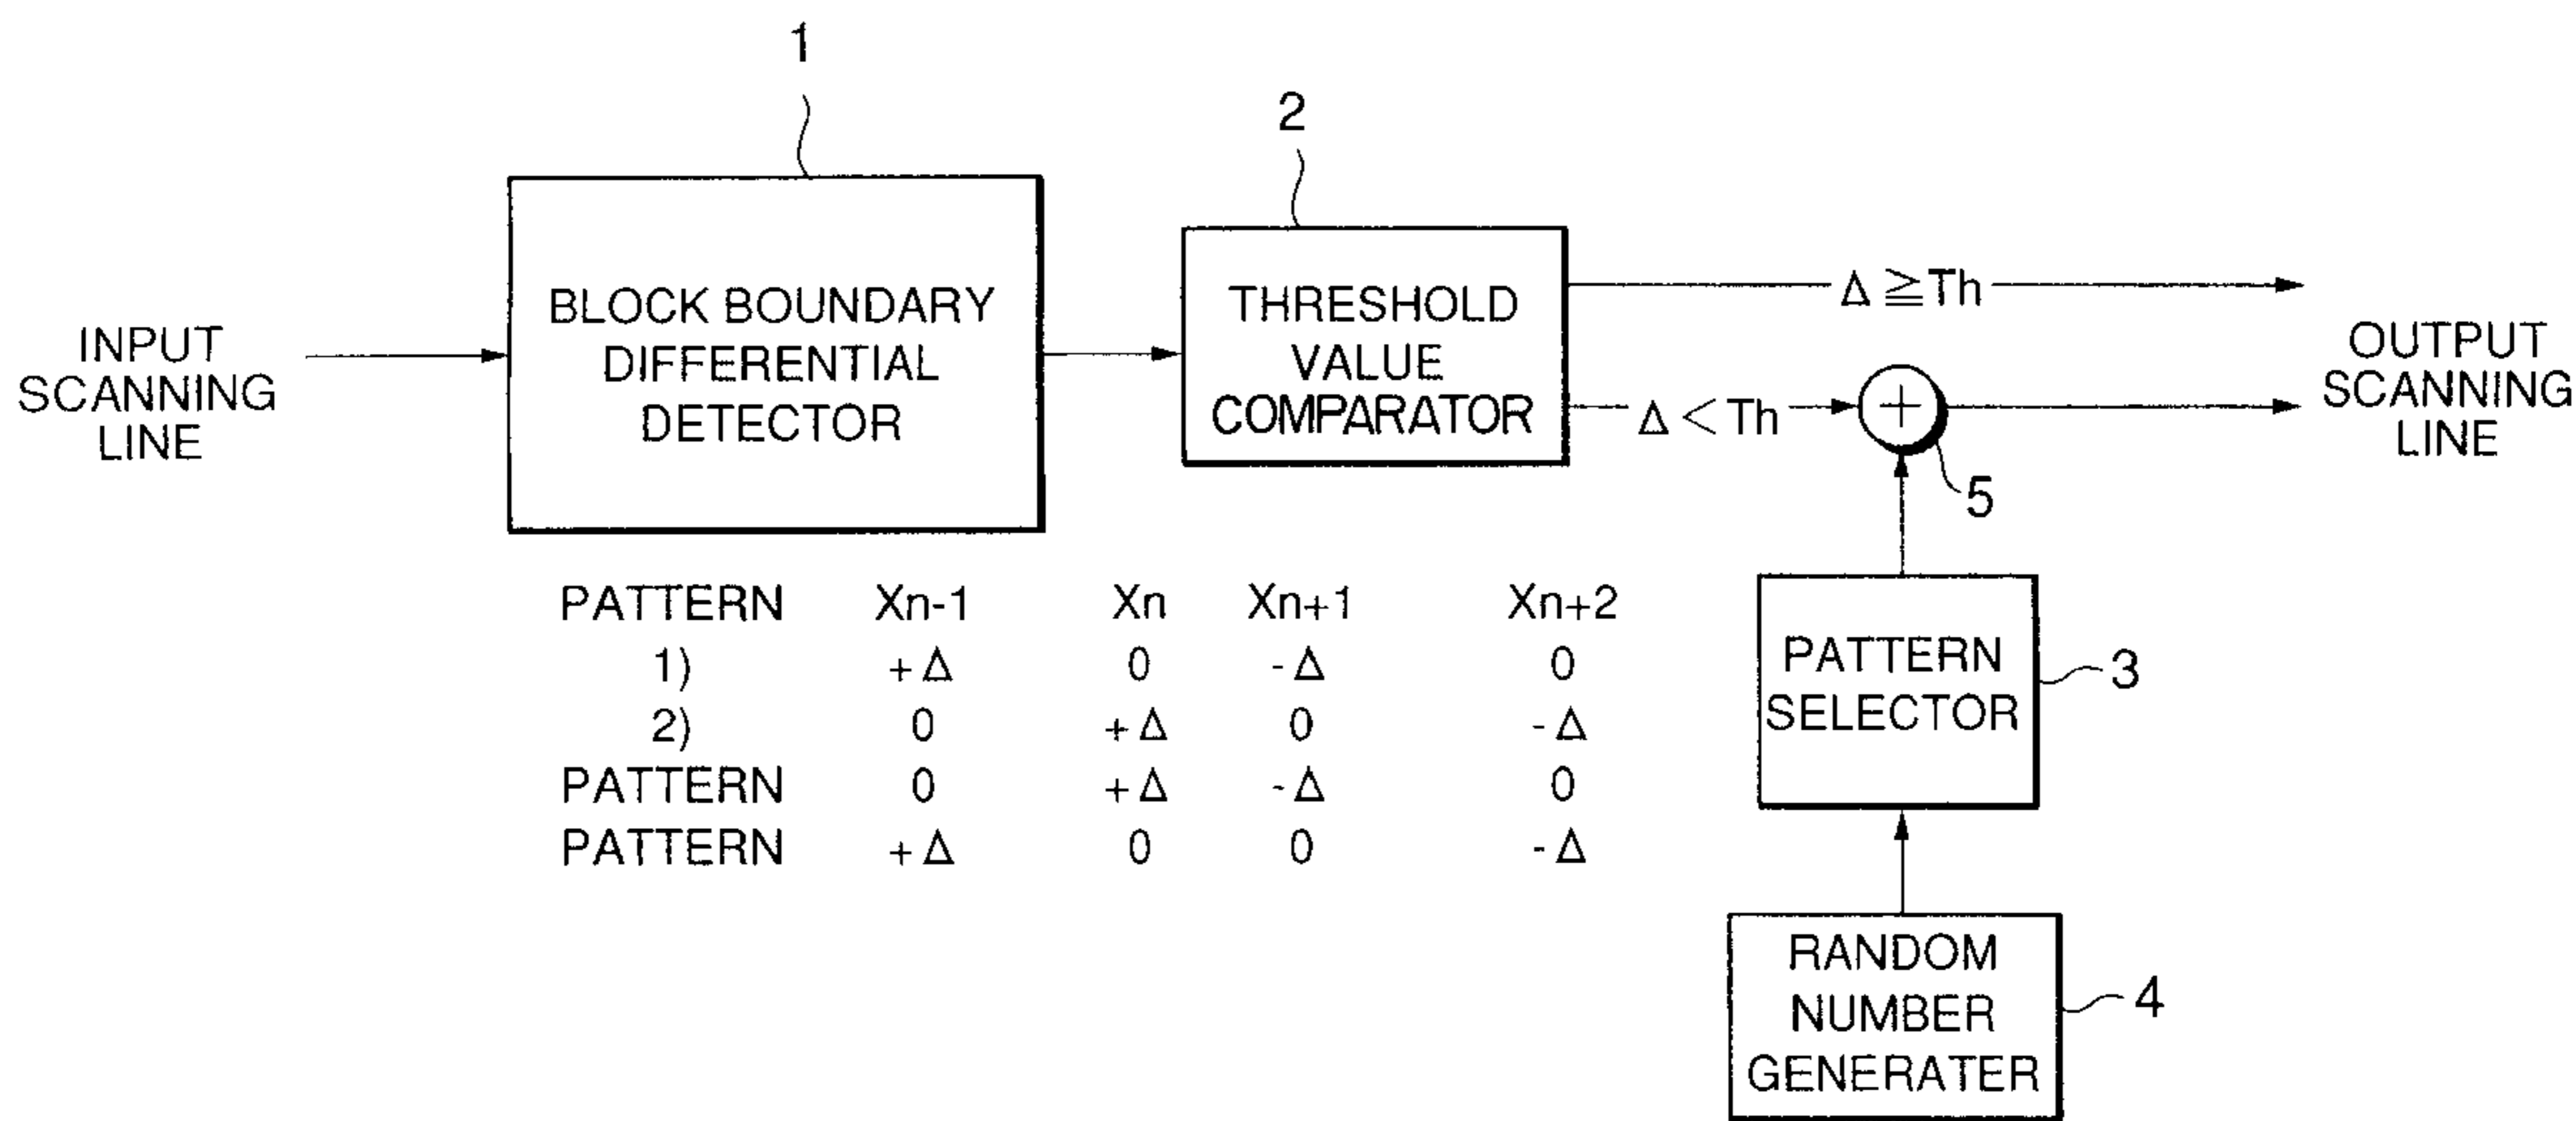 1
2
INPUT
SCANNING
LINE
BLOCK BOUNDARY
DIFFERENTIAL
DETECTOR
THRESHOLD
VALUE
COMPARATOR
Δ ≧ Th
Δ < Th
+
5
OUTPUT
SCANNING
LINE
PATTERN Xn-1 Xn Xn+1 Xn+2
1) +Δ 0 -Δ 0
2) 0 +Δ 0 -Δ
PATTERN 0 +Δ -Δ 0
PATTERN +Δ 0 0 -Δ
PATTERN
SELECTOR
3
RANDOM
NUMBER
GENERATER
4